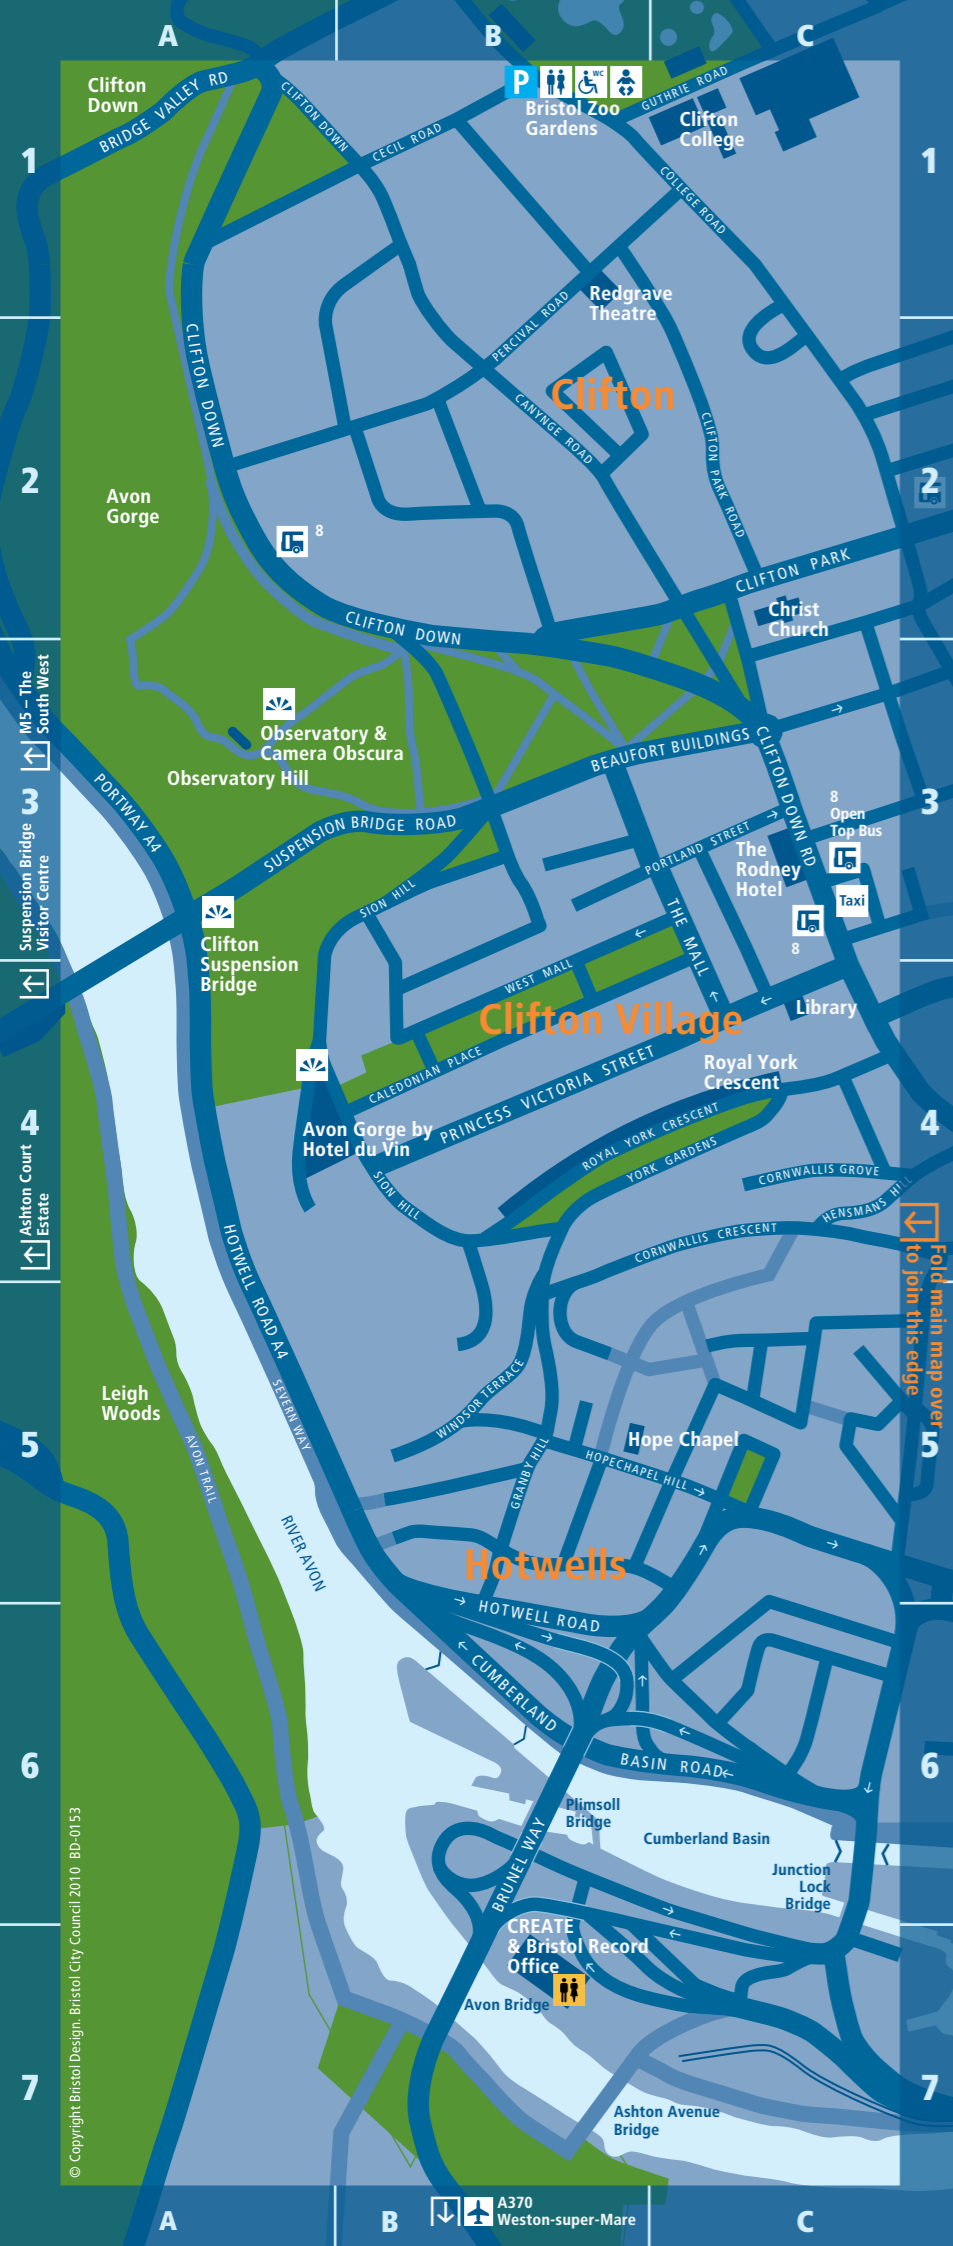 A
B
C
Clifton
Down
BRIDGE VALLEY RD
CLIFTON DOWN
CECIL ROAD
P
WC
Bristol Zoo
Gardens
GUTHRIE ROAD
Clifton
College
1
1
COLLEGE ROAD
Redgrave
Theatre
PERCIVAL ROAD
CLIFTON DOWN
Clifton
CANYNGE ROAD
CLIFTON PARK ROAD
2
2
Avon
Gorge
8
CLIFTON PARK
Christ
Church
CLIFTON DOWN
M5 – The
South West
Observatory &
Camera Obscura
Observatory Hill
BEAUFORT BUILDINGS
CLIFTON DOWN RD
3
3
PORTWAY A4
SUSPENSION BRIDGE ROAD
8
Open
Top Bus
PORTLAND STREET
The
Rodney
Hotel
Taxi
8
Suspension Bridge
Visitor Centre
SION HILL
THE MALL
Clifton
Suspension
Bridge
WEST MALL
Clifton Village
Library
CALEDONIAN PLACE
PRINCESS VICTORIA STREET
Royal York
Crescent
4
4
Avon Gorge by
Hotel du Vin
ROYAL YORK CRESCENT
YORK GARDENS
Ashton Court
Estate
SION HILL
CORNWALLIS GROVE
HENSMANS HILL
CORNWALLIS CRESCENT
HOTWELL ROAD A4
Fold main map over
to join this edge
WINDSOR TERRACE
SEVERN WAY
Leigh
Woods
AVON TRAIL
5
5
Hope Chapel
HOPECHAPEL HILL
GRANBY HILL
RIVER AVON
Hotwells
HOTWELL ROAD
CUMBERLAND
BASIN ROAD
6
6
Plimsoll
Bridge
Cumberland Basin
Junction
Lock
Bridge
BRUNEL WAY
CREATE
& Bristol Record
Office
Avon Bridge
7
7
Ashton Avenue
Bridge
© Copyright Bristol Design. Bristol City Council 2010 BD-0153
A
B
A370
Weston-super-Mare
C